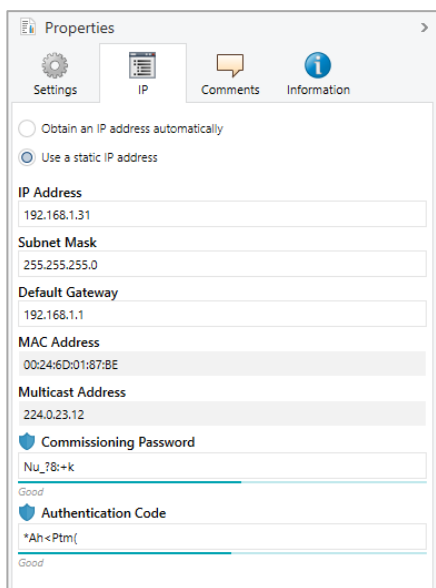 Properties
Settings
IP
Comments
Information
Obtain an IP address automatically
Use a static IP address
IP Address
192.168.1.31
Subnet Mask
255.255.255.0
Default Gateway
192.168.1.1
MAC Address
00:24:6D:01:87:BE
Multicast Address
224.0.23.12
Commissioning Password
Nu_?8:+k
Good
Authentication Code
*Ah<Ptm(
Good